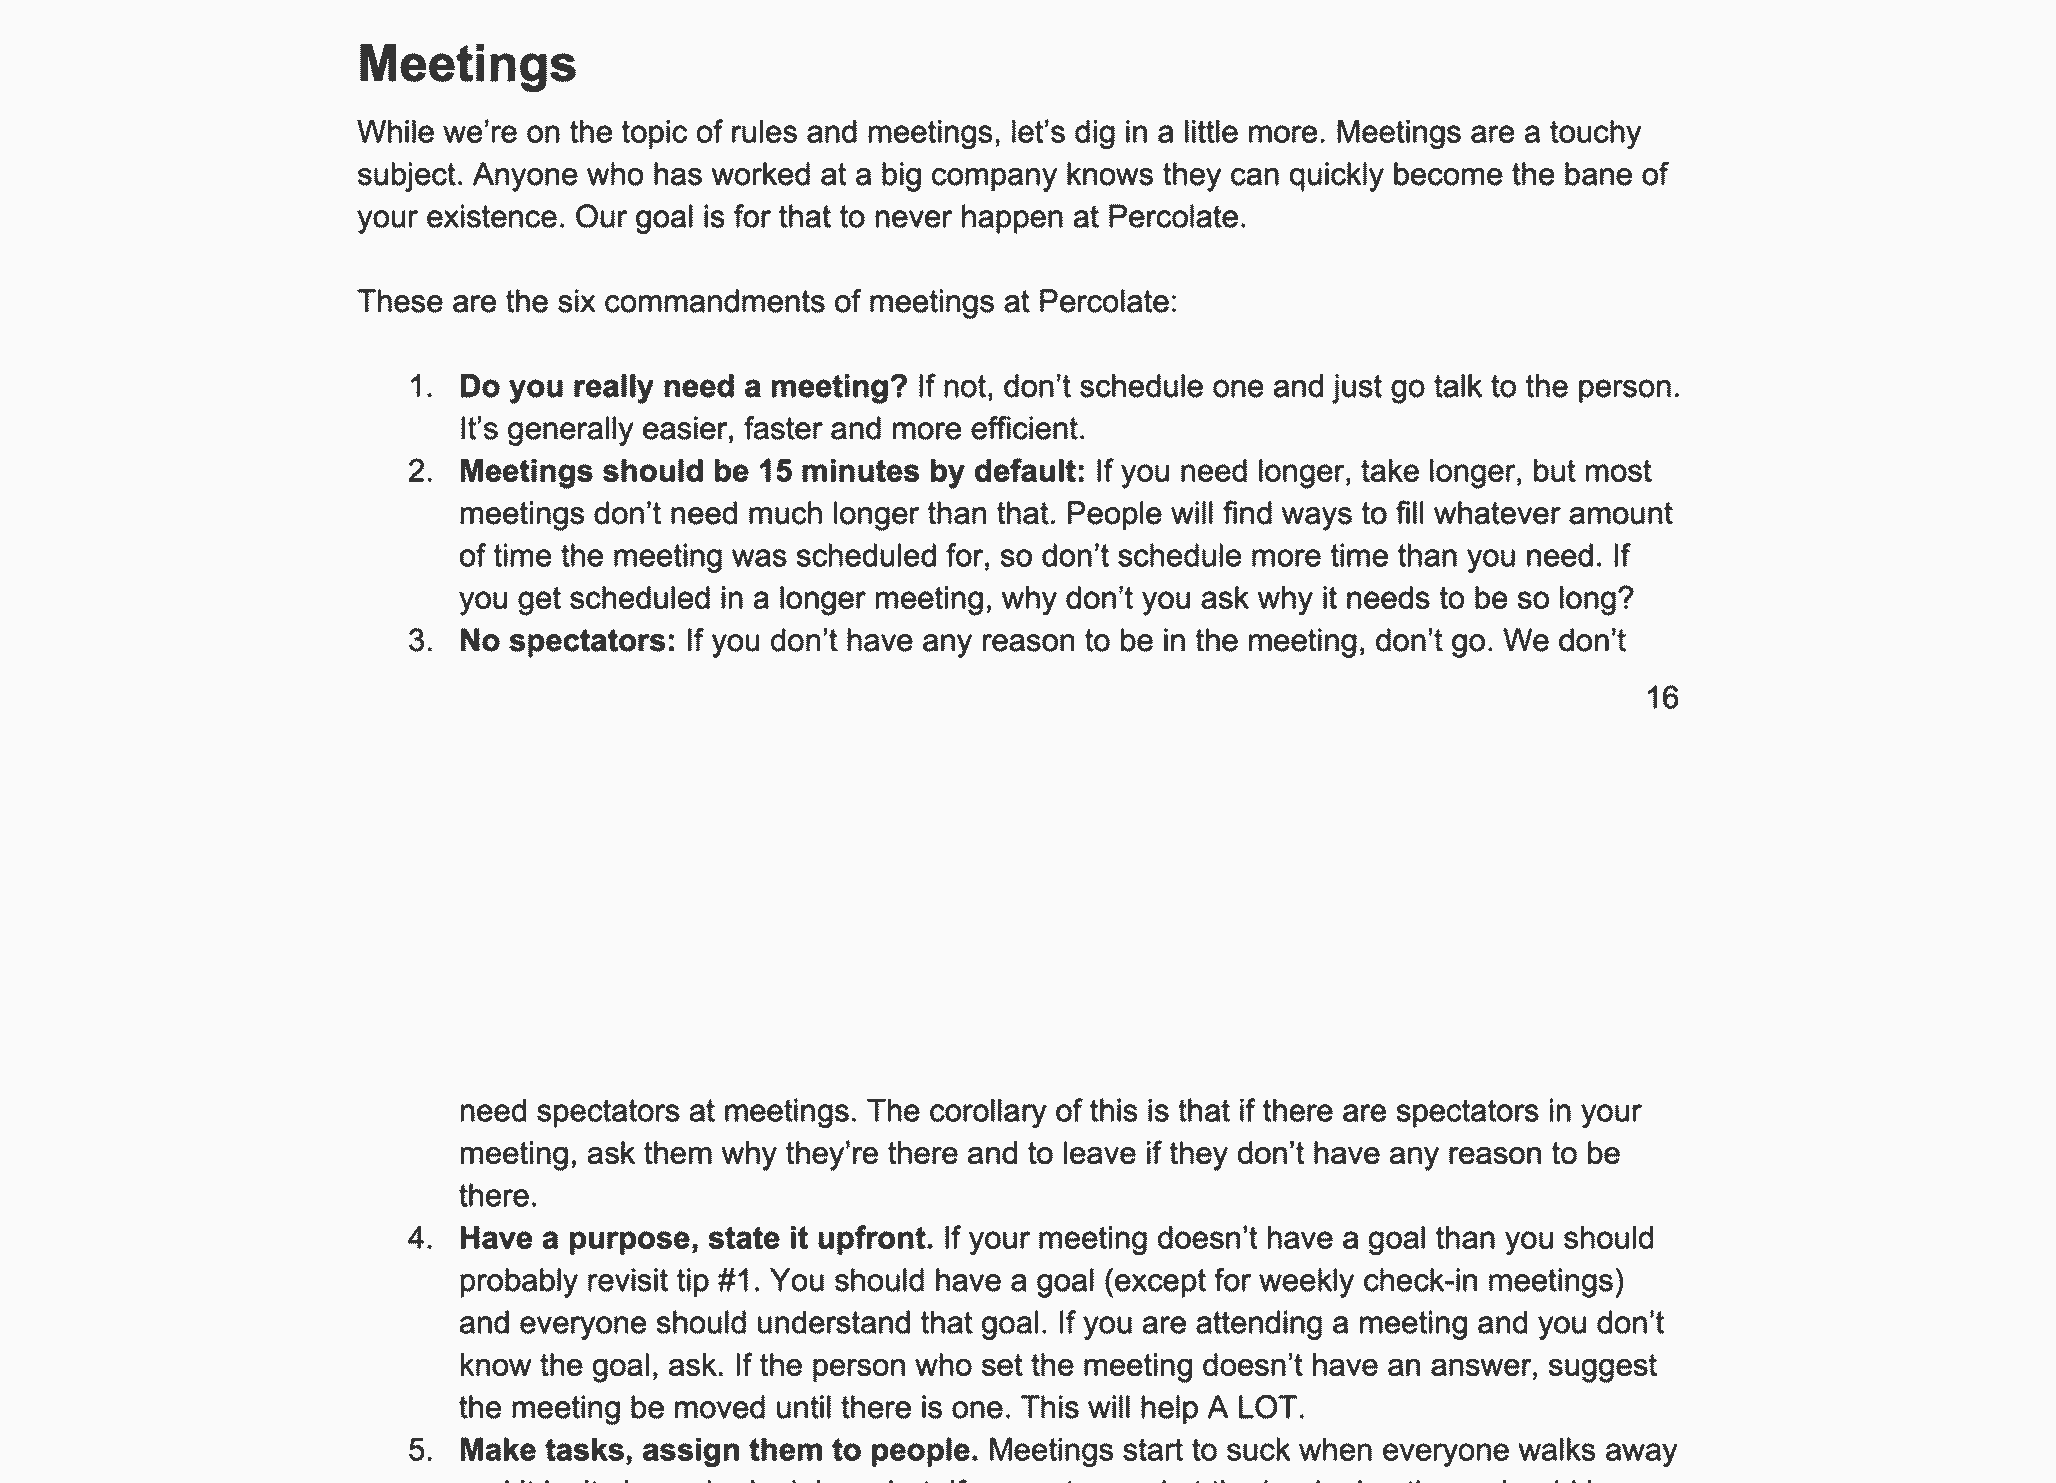 Meetings
While we're on the topic of rules and meetings, let's dig in a little more. Meetings are a touchy
subject. Anyone who has worked at a big company knows they can quickly become the bane of
your existence. Our goal is for that to never happen at Percolate.
These are the six commandments of meetings at Percolate:
1. Do you really need a meeting? If not, don't schedule one and just go talk to the person.
It's generally easier, faster and more efficient.
2. Meetings should be 15 minutes by default: If you need longer, take longer, but most
meetings don't need much longer than that. People will find ways to fill whatever amount
of time the meeting was scheduled for, so don't schedule more time than you need. If
you get scheduled in a longer meeting, why don't you ask why it needs to be so long?
3. No spectators: If you don't have any reason to be in the meeting, don't go. We don't
16
need spectators at meetings. The corollary of this is that if there are spectators in your
meeting, ask them why they're there and to leave if they don't have any reason to be
there.
4. Have a purpose, state it upfront. If your meeting doesn't have a goal than you should
probably revisit tip #1. You should have a goal (except for weekly check-in meetings)
and everyone should understand that goal. If you are attending a meeting and you don't
know the goal, ask. If the person who set the meeting doesn't have an answer, suggest
the meeting be moved until there is one. This will help A LOT.
5. Make tasks, assign them to people. Meetings start to suck when everyone walks away